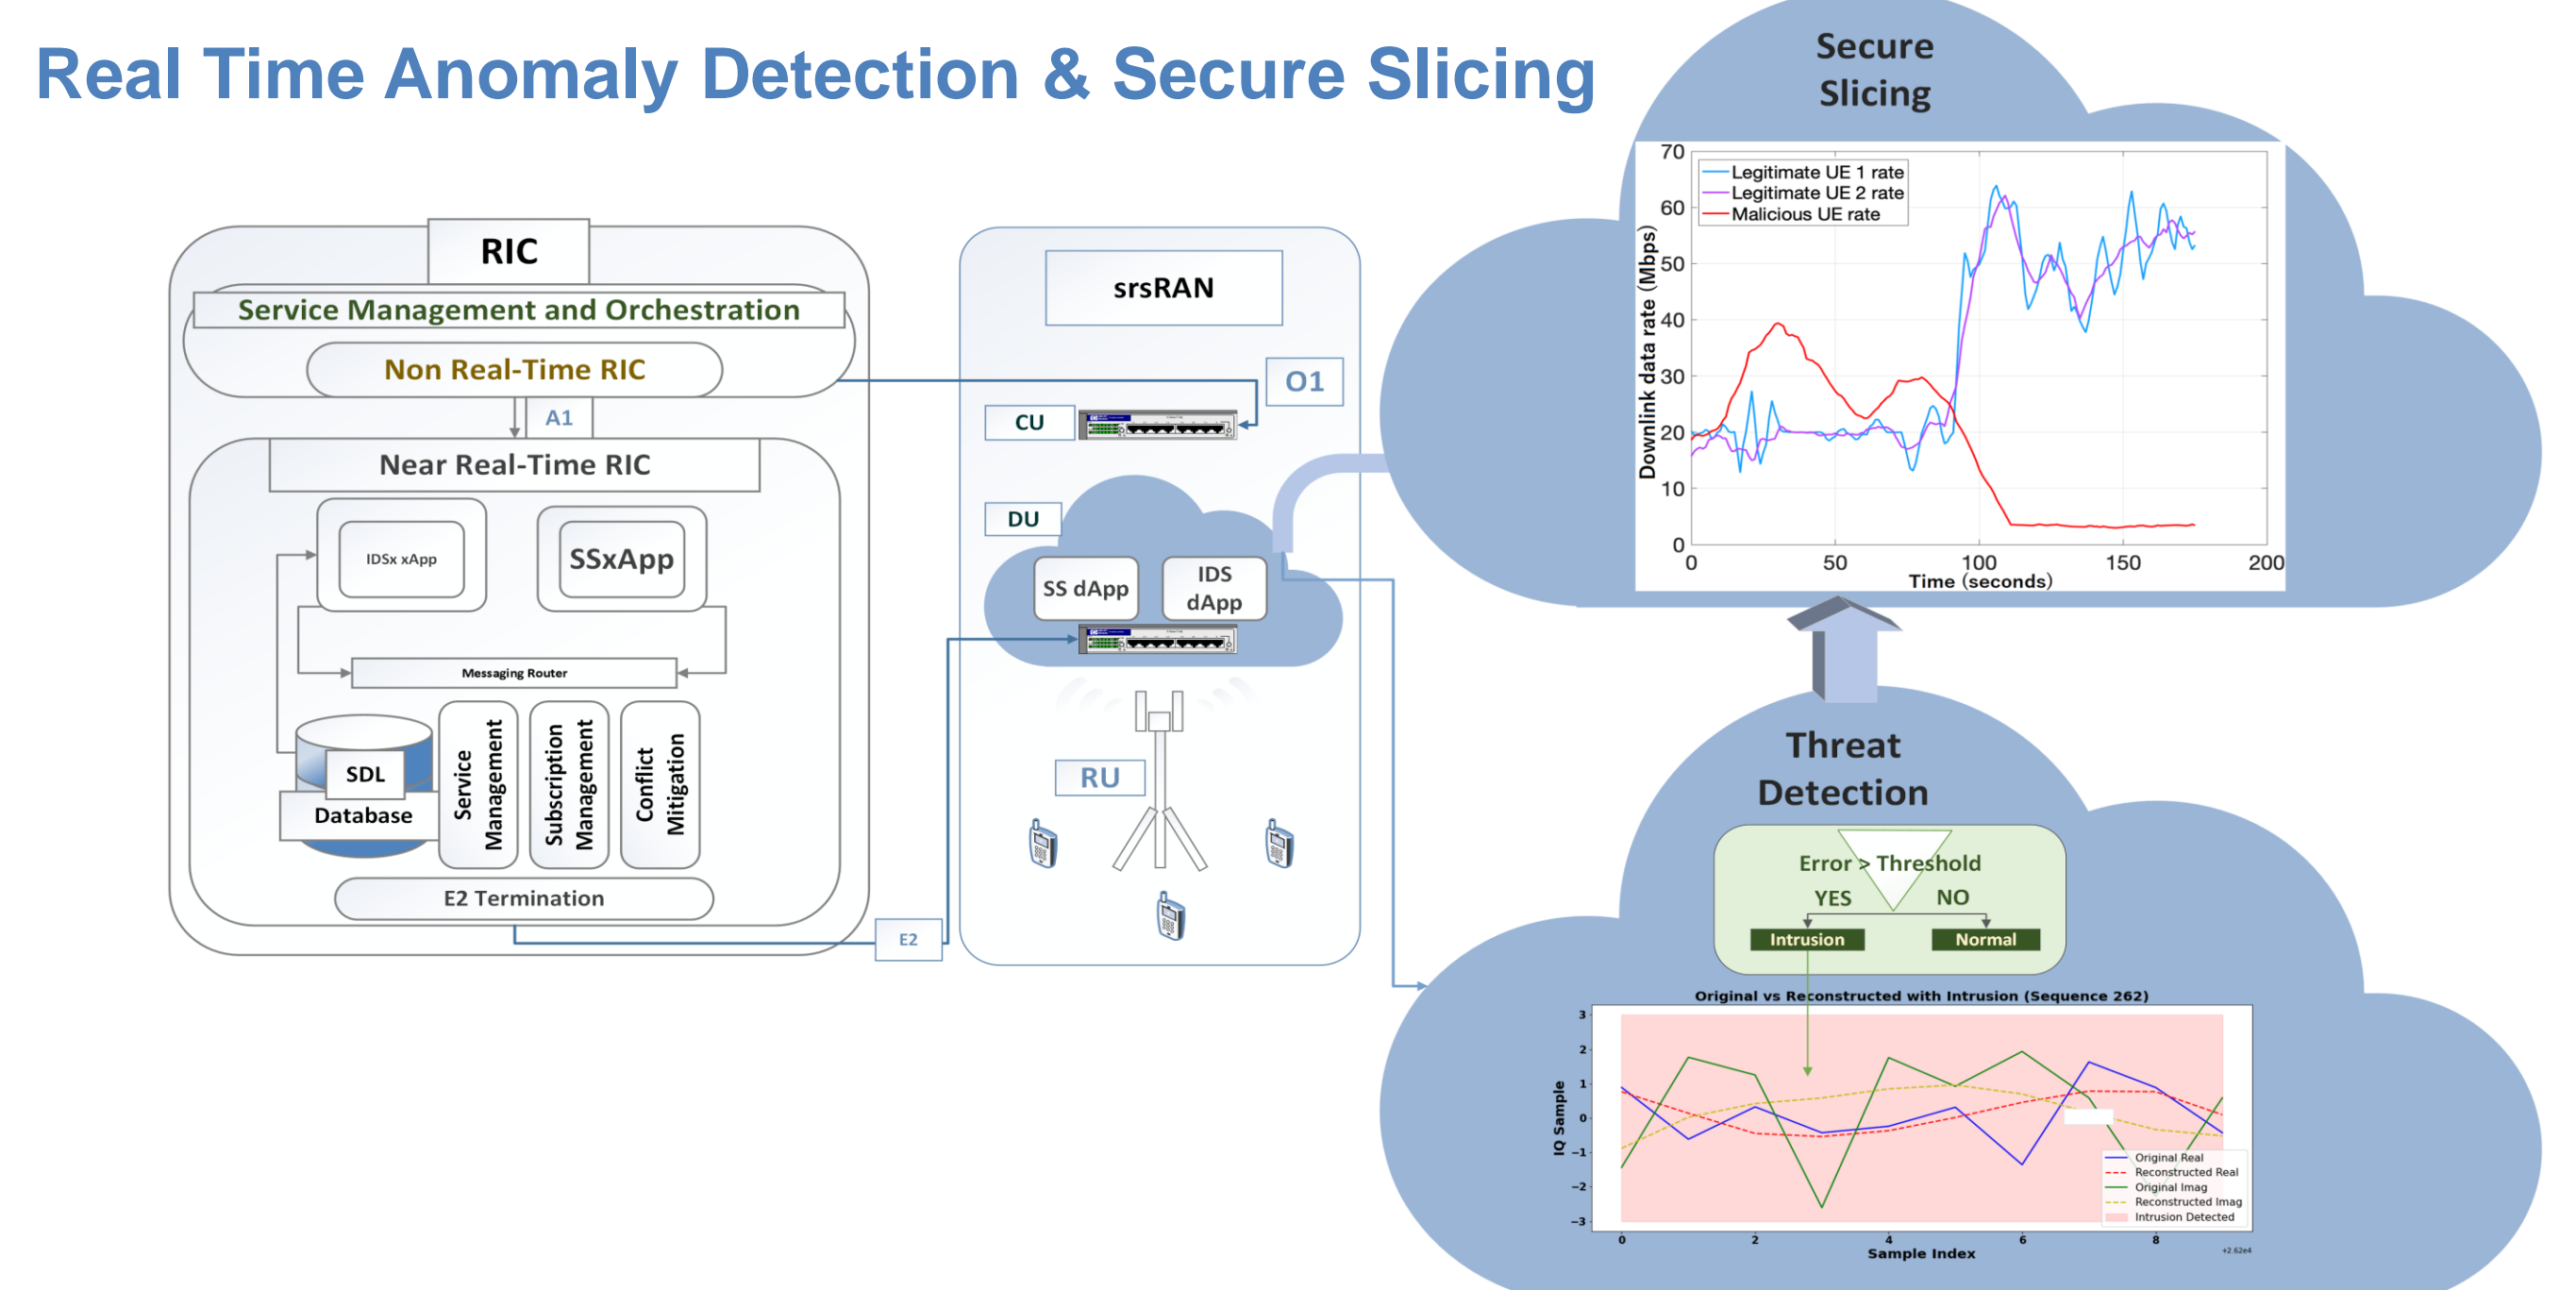 Real Time Anomaly Detection & Secure Slicing
RIC
Service Management and Orchestration
Non Real-Time RIC
A1
Near Real-Time RIC
IDSx xApp
SSxApp
Messaging Router
SDL
Database
Service
Management
Subscription
Management
Conflict
Mitigation
E2 Termination
E2
srsRAN
O1
CU
DU
SS dApp
IDS
dApp
RU
Secure
Slicing
Legitimate UE 1 rate
Legitimate UE 2 rate
Malicious UE rate
Downlink data rate (Mbps)
70
60
50
40
30
20
10
0
0 50 100 150 200
Time (seconds)
Threat
Detection
Error > Threshold
YES NO
Intrusion Normal
Original vs Reconstructed with Intrusion (Sequence 262)
IQ Sample
3
2
1
0
−1
−2
−3
Original Real
Reconstructed Real
Original Imag
Reconstructed Imag
Intrusion Detected
0 2 4 6 8
+2.62e4
Sample Index